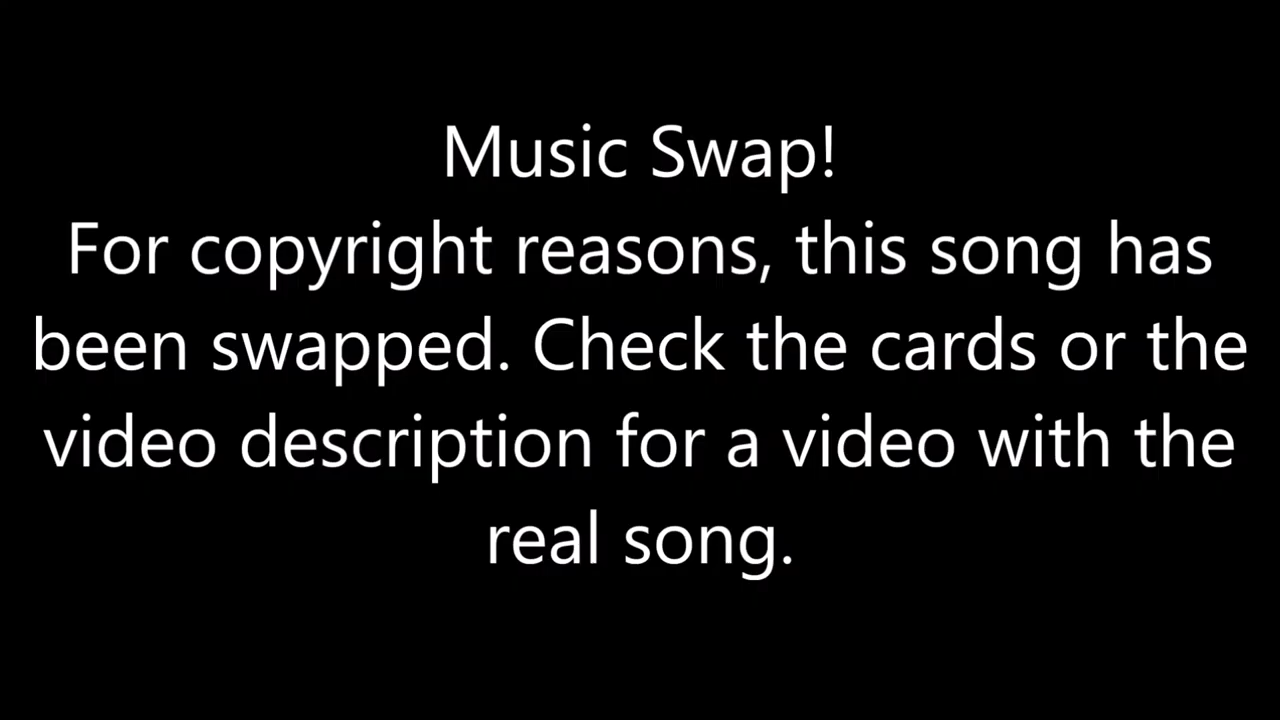 Music Swap!
For copyright reasons, this song has
been swapped. Check the cards or the
video description for a video with the
real song.